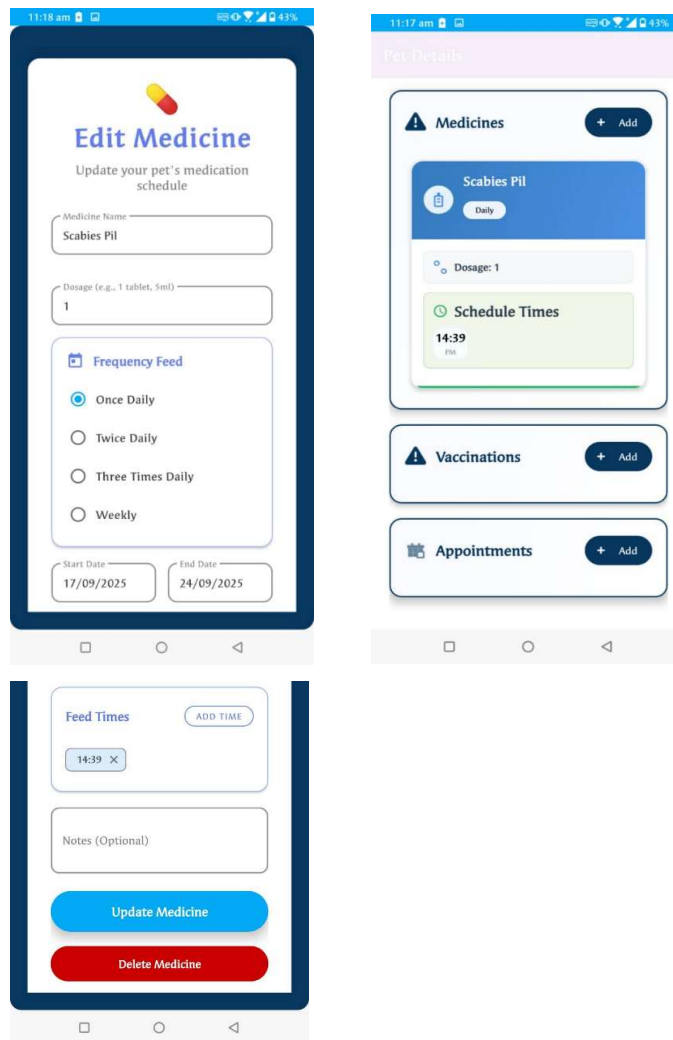 11:18 am 43%
Edit Medicine
Update your pet's medication
schedule
Medicine Name
Scabies Pil
Dosage (e.g., 1 tablet, 5ml)
1
Frequency Feed
Once Daily
Twice Daily
Three Times Daily
Weekly
Start Date End Date
17/09/2025 24/09/2025
11:17 am 43%
Pet Details
Medicines + Add
Scabies Pil
Daily
Dosage: 1
Schedule Times
14:39
PM
Vaccinations + Add
Appointments + Add
Feed Times ADD TIME
14:39 ×
Notes (Optional)
Update Medicine
Delete Medicine